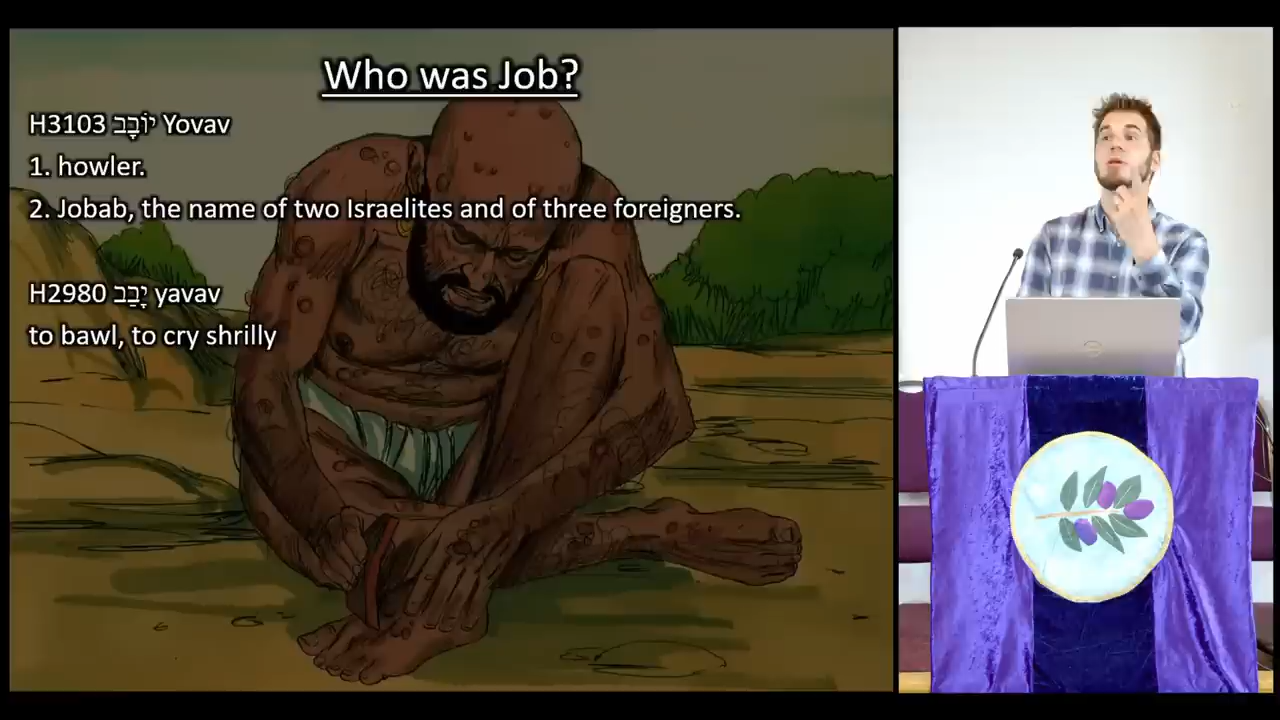 Who was Job?
H3103 יוֹבָב Yovav
1. howler.
2. Jobab, the name of two Israelites and of three foreigners.
H2980 יָבַב yavav
to bawl, to cry shrilly